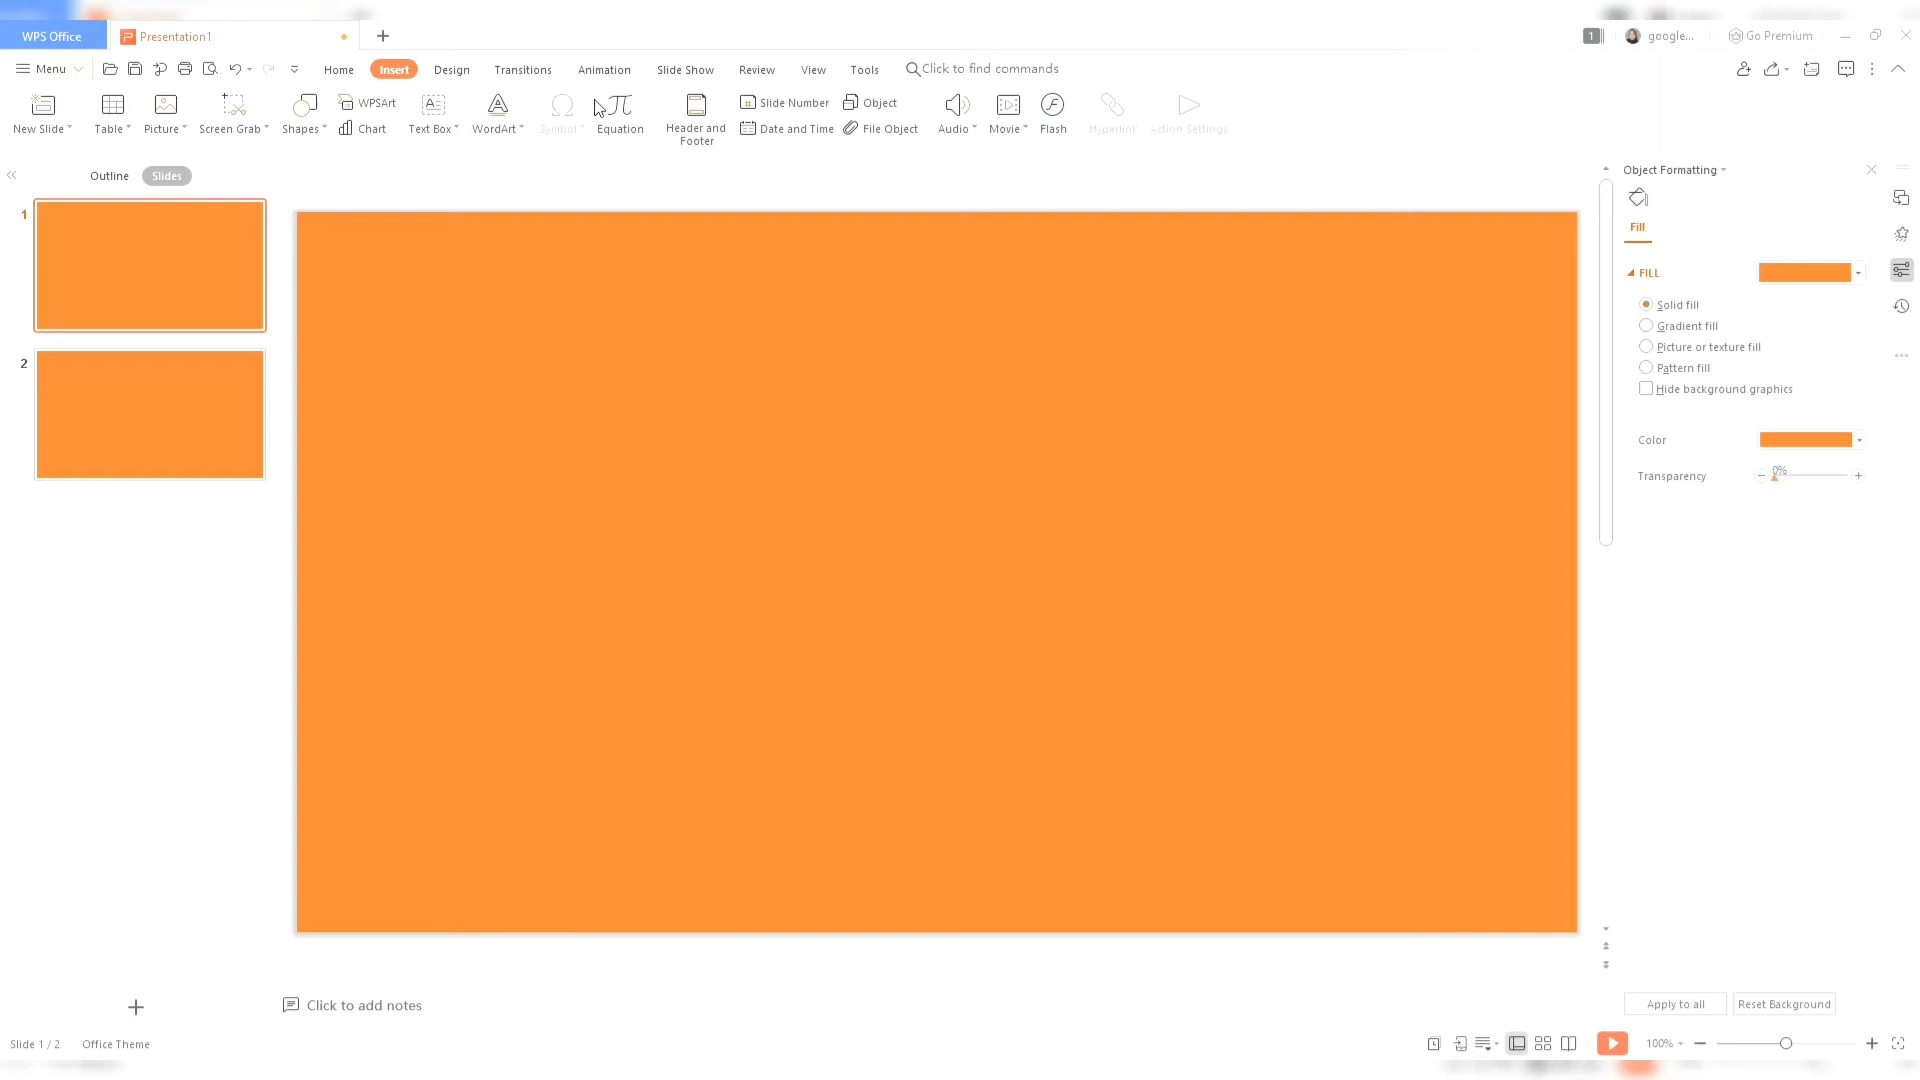 WPS Office Presentation1 1 google... Go Premium
Menu Home Insert Design Transitions Animation Slide Show Review View Tools Click to find commands
New Slide Table Picture Screen Grab Shapes WPSArt Chart Text Box WordArt Symbol Equation Header and Footer Slide Number Date and Time Object File Object Audio Movie Flash Hyperlink Action Settings
Outline Slides
1
2
Object Formatting
Fill
FILL
Solid fill
Gradient fill
Picture or texture fill
Pattern fill
Hide background graphics
Color
Transparency 0%
Click to add notes
Apply to all Reset Background
Slide 1 / 2 Office Theme 100%